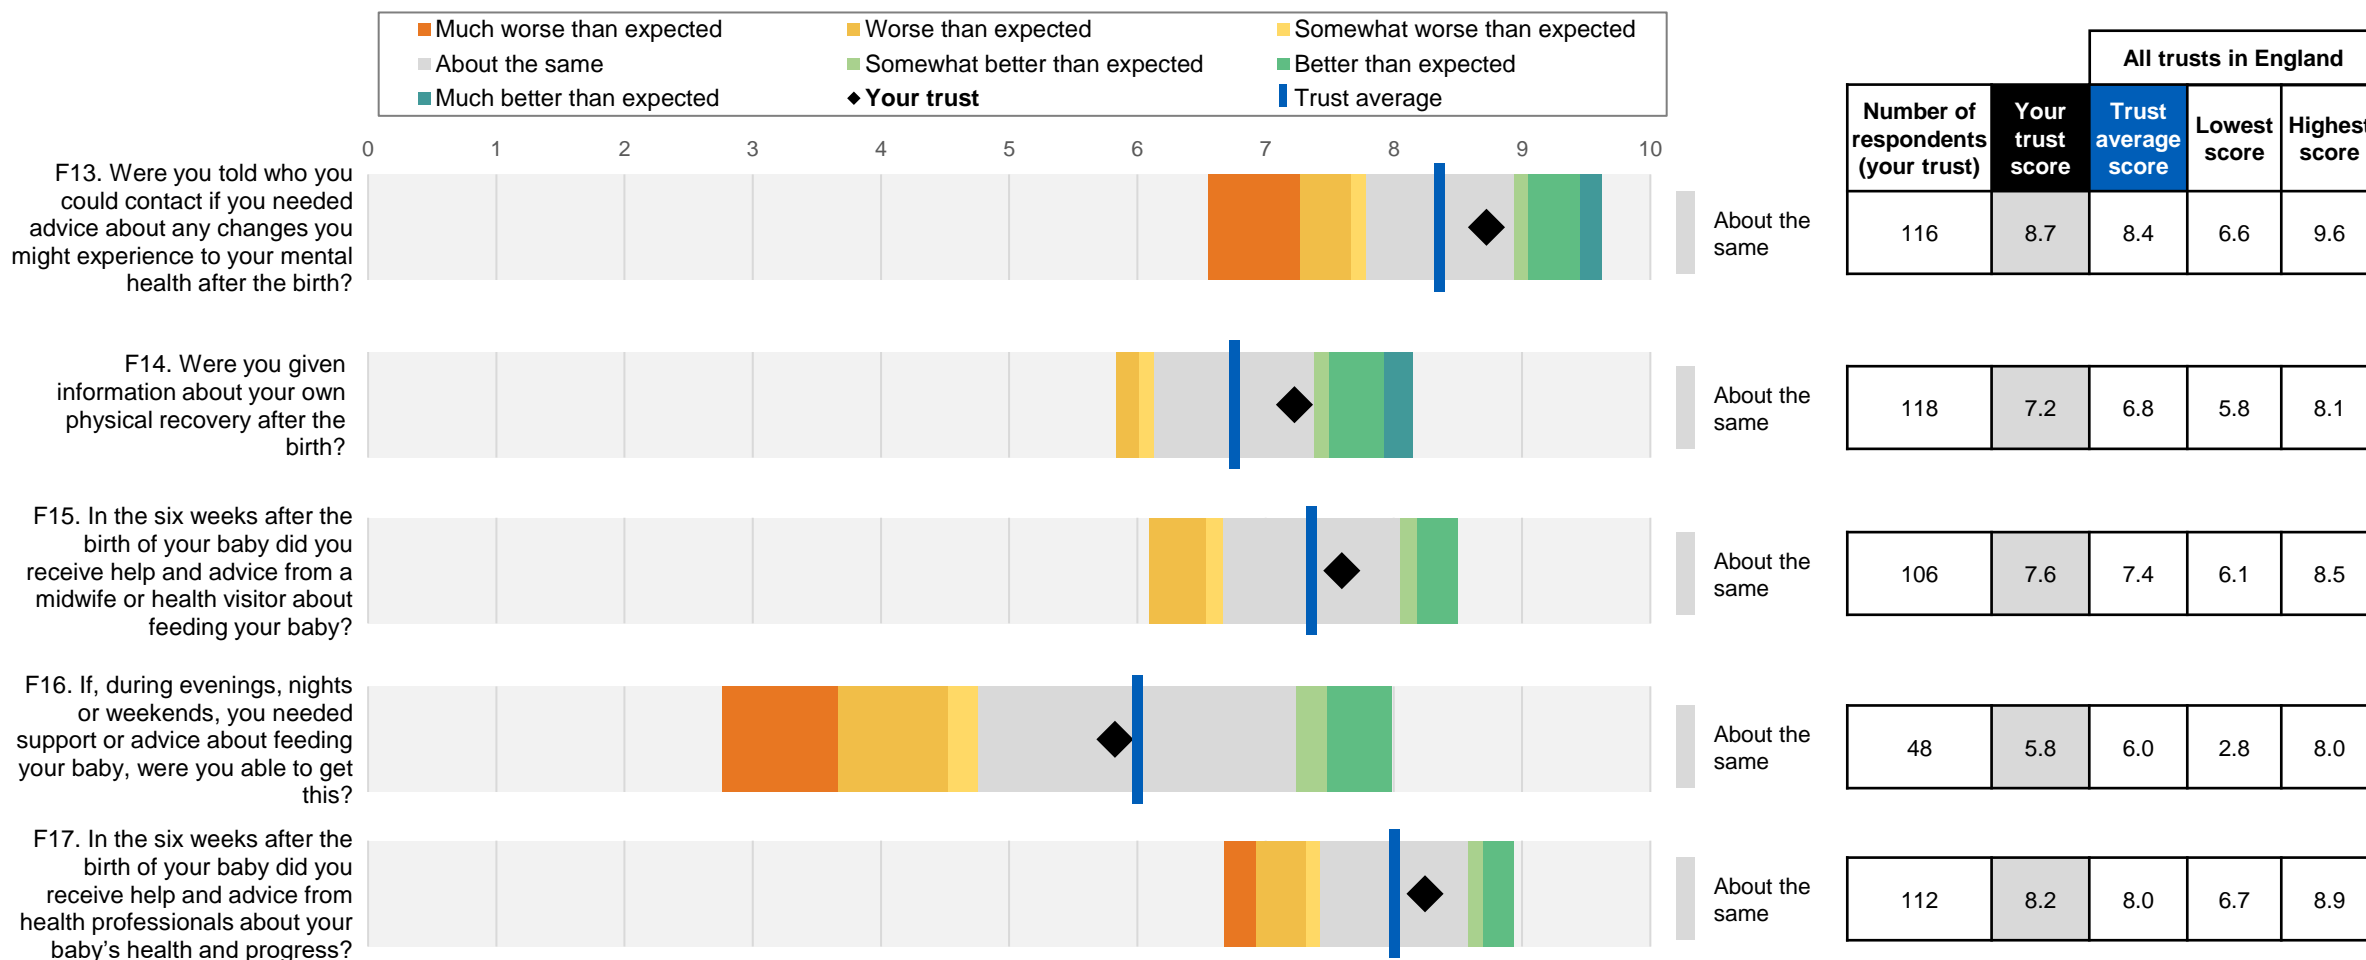 Much worse than expected
Worse than expected
Somewhat worse than expected
About the same
Somewhat better than expected
Better than expected
Much better than expected
Your trust
Trust average
All trusts in England
Number of
respondents
(your trust)
Your
trust
score
Trust
average
score
Lowest
score
Highest
score
0 1 2 3 4 5 6 7 8 9 10
F13. Were you told who you
could contact if you needed
advice about any changes you
might experience to your mental
health after the birth?
About the
same
116 8.7 8.4 6.6 9.6
F14. Were you given
information about your own
physical recovery after the
birth?
About the
same
118 7.2 6.8 5.8 8.1
F15. In the six weeks after the
birth of your baby did you
receive help and advice from a
midwife or health visitor about
feeding your baby?
About the
same
106 7.6 7.4 6.1 8.5
F16. If, during evenings, nights
or weekends, you needed
support or advice about feeding
your baby, were you able to get
this?
About the
same
48 5.8 6.0 2.8 8.0
F17. In the six weeks after the
birth of your baby did you
receive help and advice from
health professionals about your
baby's health and progress?
About the
same
112 8.2 8.0 6.7 8.9